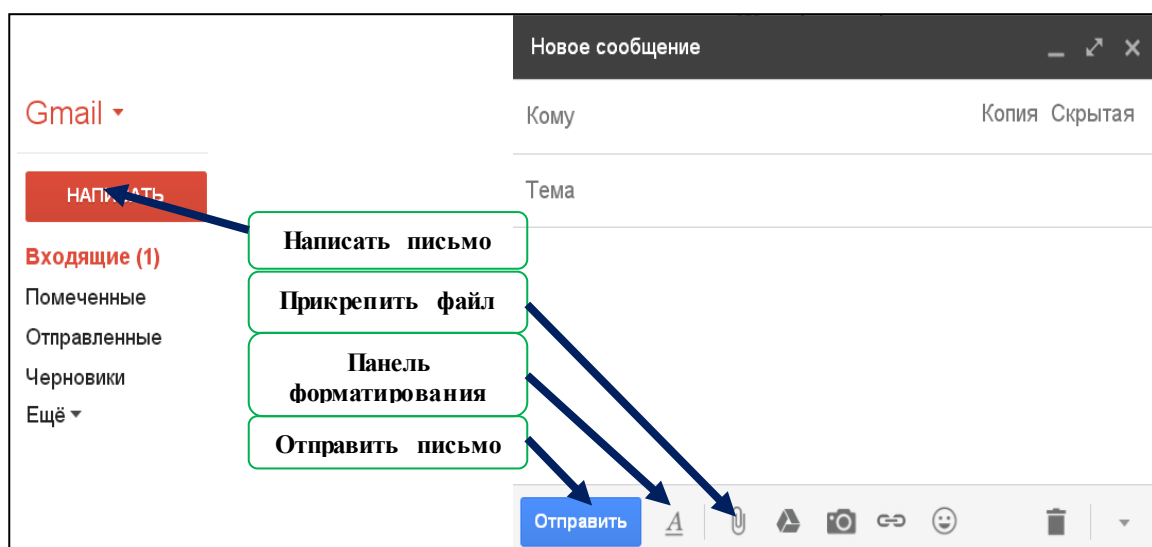 Gmail
НАПИСАТЬ
Входящие (1)
Помеченные
Отправленные
Черновики
Ещё
Написать письмо
Прикрепить файл
Панель
форматирования
Отправить письмо
Новое сообщение
Кому Копия Скрытая
Тема
Отправить A